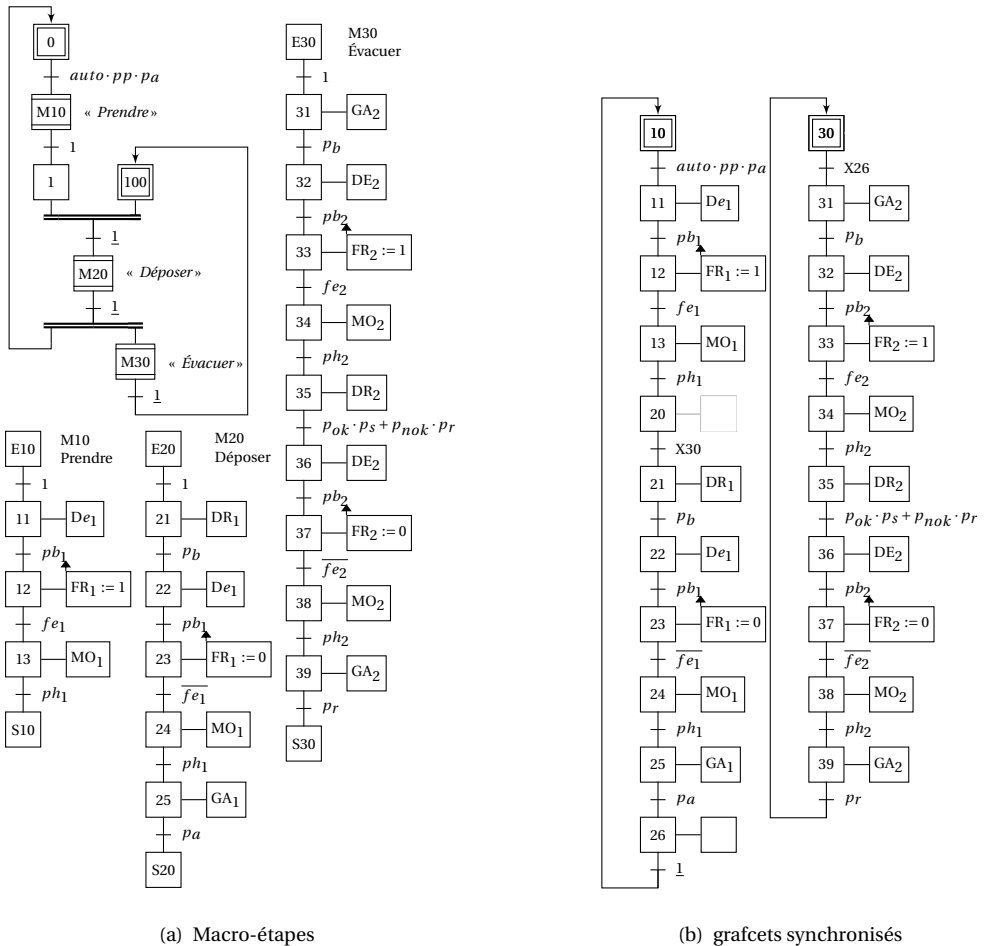 0
auto · pp · pa
M10
« Prendre »
1
1
100
1
M20
« Déposer »
1
M30
« Évacuer »
1
E10
M10
Prendre
1
11
De1
pb1
12
FR1 := 1
fe1
13
MO1
ph1
S10
E20
M20
Déposer
1
21
DR1
pb
22
De1
pb1
23
FR1 := 0
fe1
24
MO1
ph1
25
GA1
pa
S20
E30
M30
Évacuer
1
31
GA2
pb
32
DE2
pb2
33
FR2 := 1
fe2
34
MO2
ph2
35
DR2
pok · ps + pnok · pr
36
DE2
pb2
37
FR2 := 0
fe2
38
MO2
ph2
39
GA2
pr
S30
(a) Macro-étapes
10
auto · pp · pa
11
De1
pb1
12
FR1 := 1
fe1
13
MO1
ph1
20
X30
21
DR1
pb
22
De1
pb1
23
FR1 := 0
fe1
24
MO1
ph1
25
GA1
pa
26
1
30
X26
31
GA2
pb
32
DE2
pb2
33
FR2 := 1
fe2
34
MO2
ph2
35
DR2
pok · ps + pnok · pr
36
DE2
pb2
37
FR2 := 0
fe2
38
MO2
ph2
39
GA2
pr
(b) grafcets synchronisés